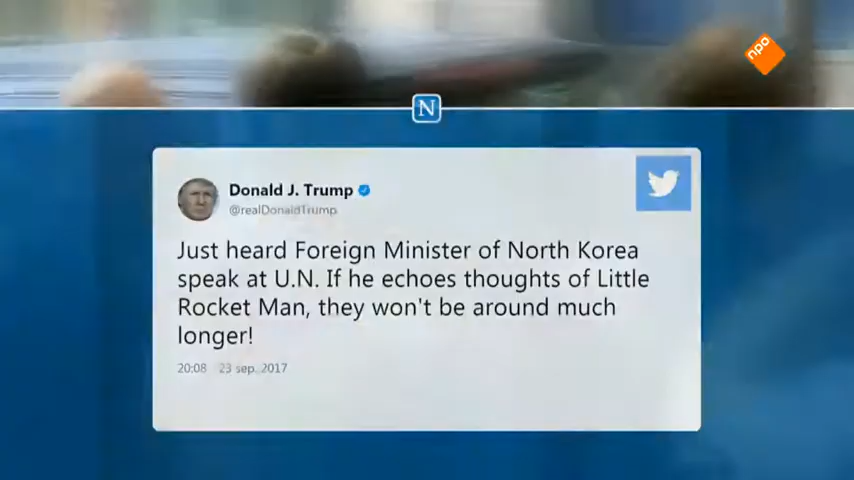 npo
N
Donald J. Trump
@realDonaldTrump
Just heard Foreign Minister of North Korea
speak at U.N. If he echoes thoughts of Little
Rocket Man, they won't be around much
longer!
20:08 23 sep. 2017